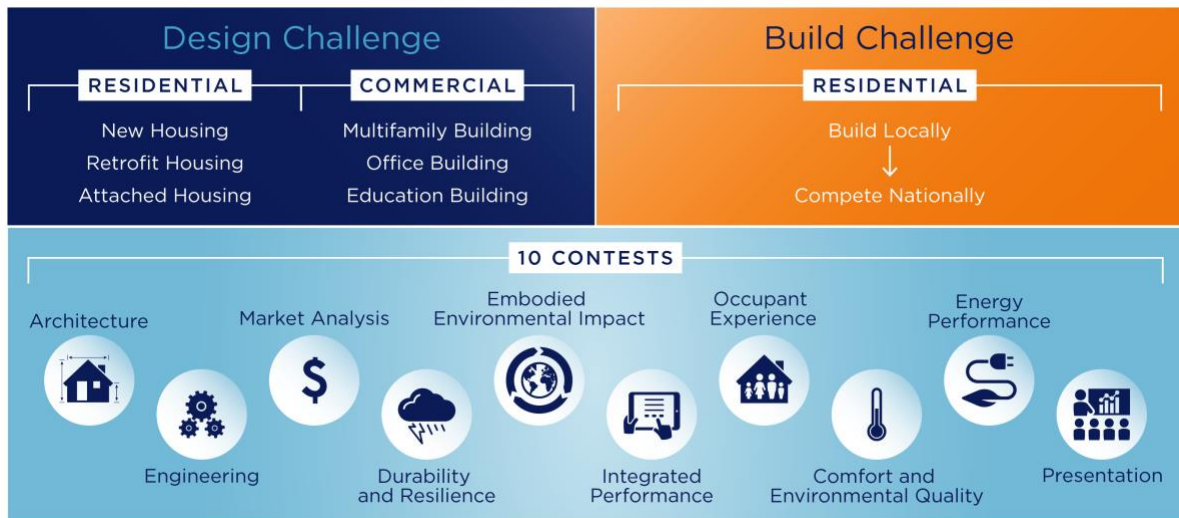 Design Challenge
RESIDENTIAL
COMMERCIAL
New Housing
Retrofit Housing
Attached Housing
Multifamily Building
Office Building
Education Building
Build Challenge
RESIDENTIAL
Build Locally
Compete Nationally
10 CONTESTS
Architecture
Engineering
Market Analysis
$
Durability
and Resilience
Embodied
Environmental Impact
Integrated
Performance
Occupant
Experience
Comfort and
Environmental Quality
Energy
Performance
Presentation